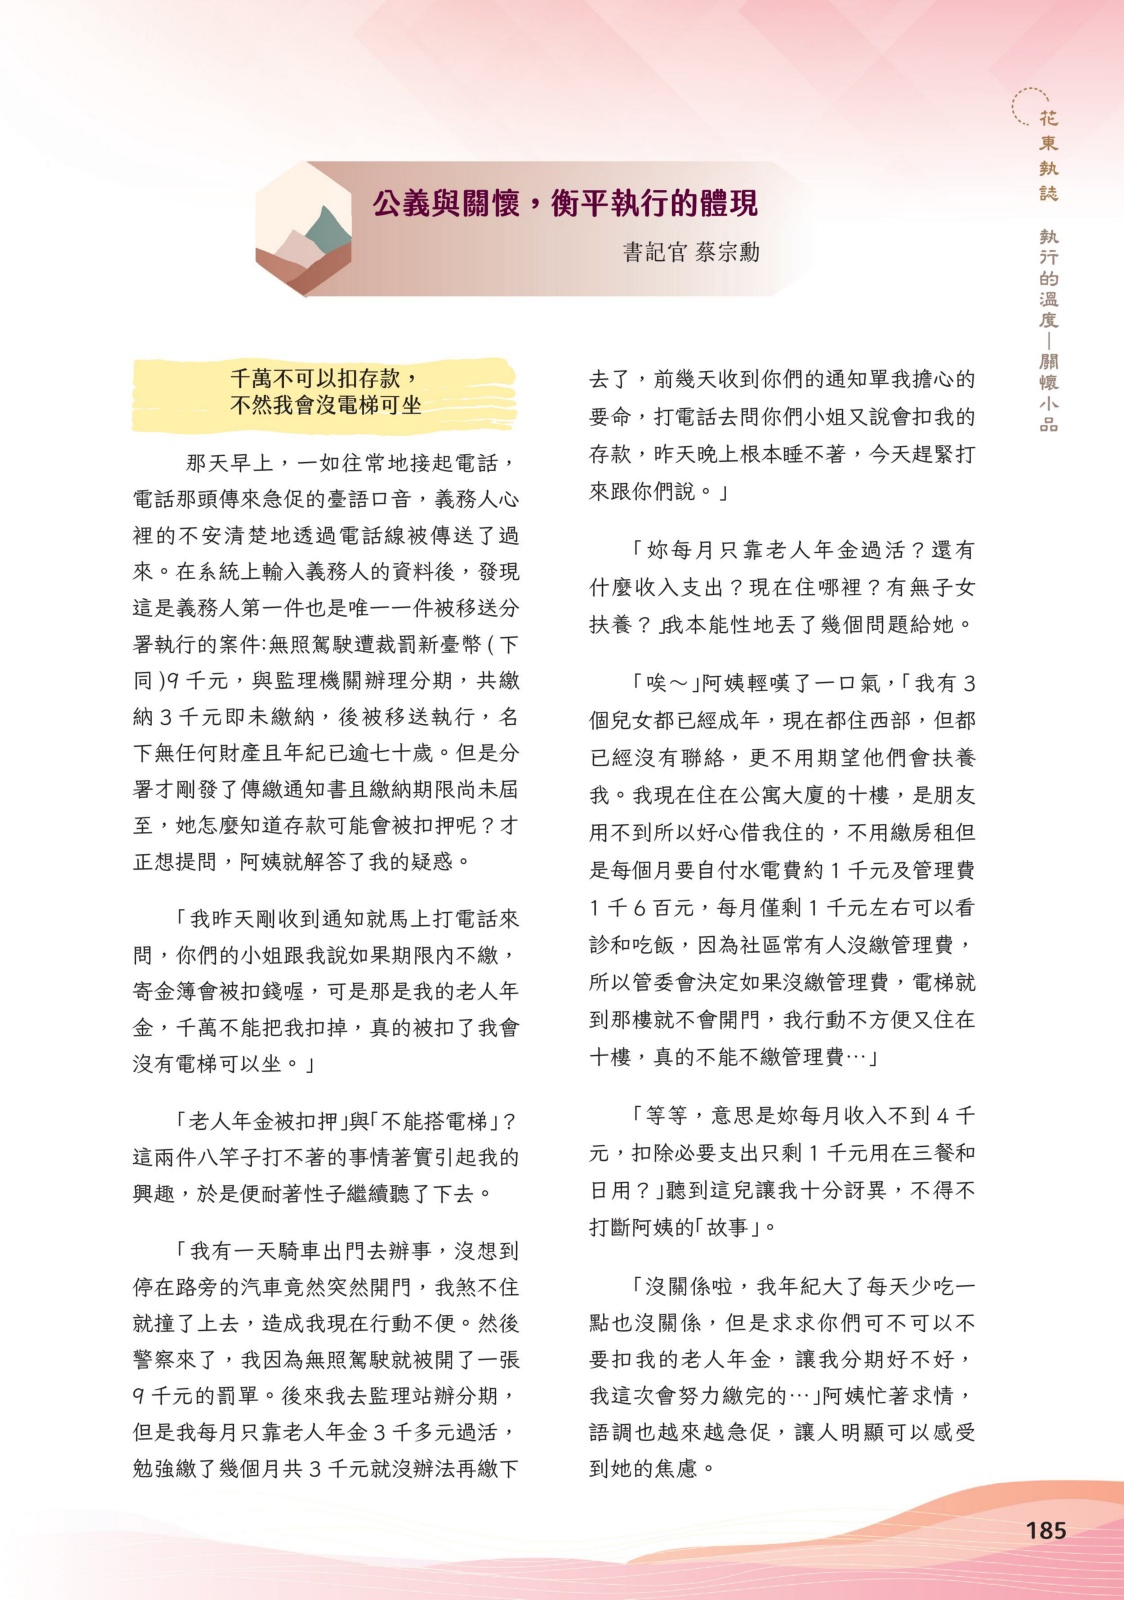 花東執誌　執行的溫度—關懷小品
公義與關懷，衡平執行的體現
書記官 蔡宗勳
千萬不可以扣存款，
不然我會沒電梯可坐
那天早上，一如往常地接起電話，
電話那頭傳來急促的臺語口音，義務人心
裡的不安清楚地透過電話線被傳送了過
來。在系統上輸入義務人的資料後，發現
這是義務人第一件也是唯一一件被移送分
署執行的案件:無照駕駛遭裁罰新臺幣 ( 下
同 )9 千元，與監理機關辦理分期，共繳
納 3 千元即未繳納，後被移送執行，名
下無任何財產且年紀已逾七十歲。但是分
署才剛發了傳繳通知書且繳納期限尚未屆
至，她怎麼知道存款可能會被扣押呢？才
正想提問，阿姨就解答了我的疑惑。
「我昨天剛收到通知就馬上打電話來
問，你們的小姐跟我說如果期限內不繳，
寄金簿會被扣錢喔，可是那是我的老人年
金，千萬不能把我扣掉，真的被扣了我會
沒有電梯可以坐。」
「老人年金被扣押」與「不能搭電梯」？
這兩件八竿子打不著的事情著實引起我的
興趣，於是便耐著性子繼續聽了下去。
「我有一天騎車出門去辦事，沒想到
停在路旁的汽車竟然突然開門，我煞不住
就撞了上去，造成我現在行動不便。然後
警察來了，我因為無照駕駛就被開了一張
9 千元的罰單。後來我去監理站辦分期，
但是我每月只靠老人年金 3 千多元過活，
勉強繳了幾個月共 3 千元就沒辦法再繳下
去了，前幾天收到你們的通知單我擔心的
要命，打電話去問你們小姐又說會扣我的
存款，昨天晚上根本睡不著，今天趕緊打
來跟你們說。」
「妳每月只靠老人年金過活？還有
什麼收入支出？現在住哪裡？有無子女
扶養？」我本能性地丟了幾個問題給她。
「唉～」阿姨輕嘆了一口氣，「我有 3
個兒女都已經成年，現在都住西部，但都
已經沒有聯絡，更不用期望他們會扶養
我。我現在住在公寓大廈的十樓，是朋友
用不到所以好心借我住的，不用繳房租但
是每個月要自付水電費約 1 千元及管理費
1 千 6 百元，每月僅剩 1 千元左右可以看
診和吃飯，因為社區常有人沒繳管理費，
所以管委會決定如果沒繳管理費，電梯就
到那樓就不會開門，我行動不方便又住在
十樓，真的不能不繳管理費…」
「等等，意思是妳每月收入不到 4 千
元，扣除必要支出只剩 1 千元用在三餐和
日用？」聽到這兒讓我十分訝異，不得不
打斷阿姨的「故事」。
「沒關係啦，我年紀大了每天少吃一
點也沒關係，但是求求你們可不可以不
要扣我的老人年金，讓我分期好不好，
我這次會努力繳完的…」阿姨忙著求情，
語調也越來越急促，讓人明顯可以感受
到她的焦慮。
185